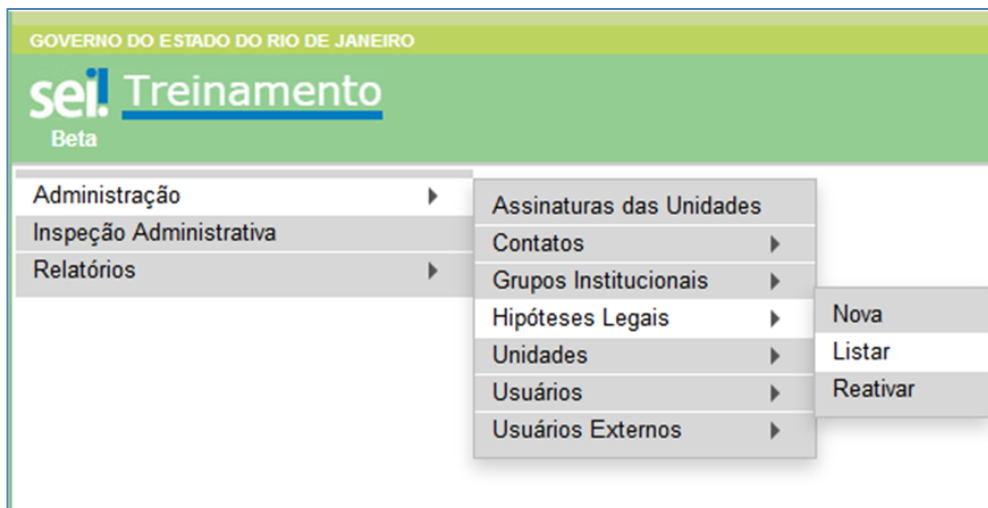 GOVERNO DO ESTADO DO RIO DE JANEIRO
sei! Treinamento
Beta
Administração
Inspeção Administrativa
Relatórios
Assinaturas das Unidades
Contatos
Grupos Institucionais
Hipóteses Legais
Unidades
Usuários
Usuários Externos
Nova
Listar
Reativar